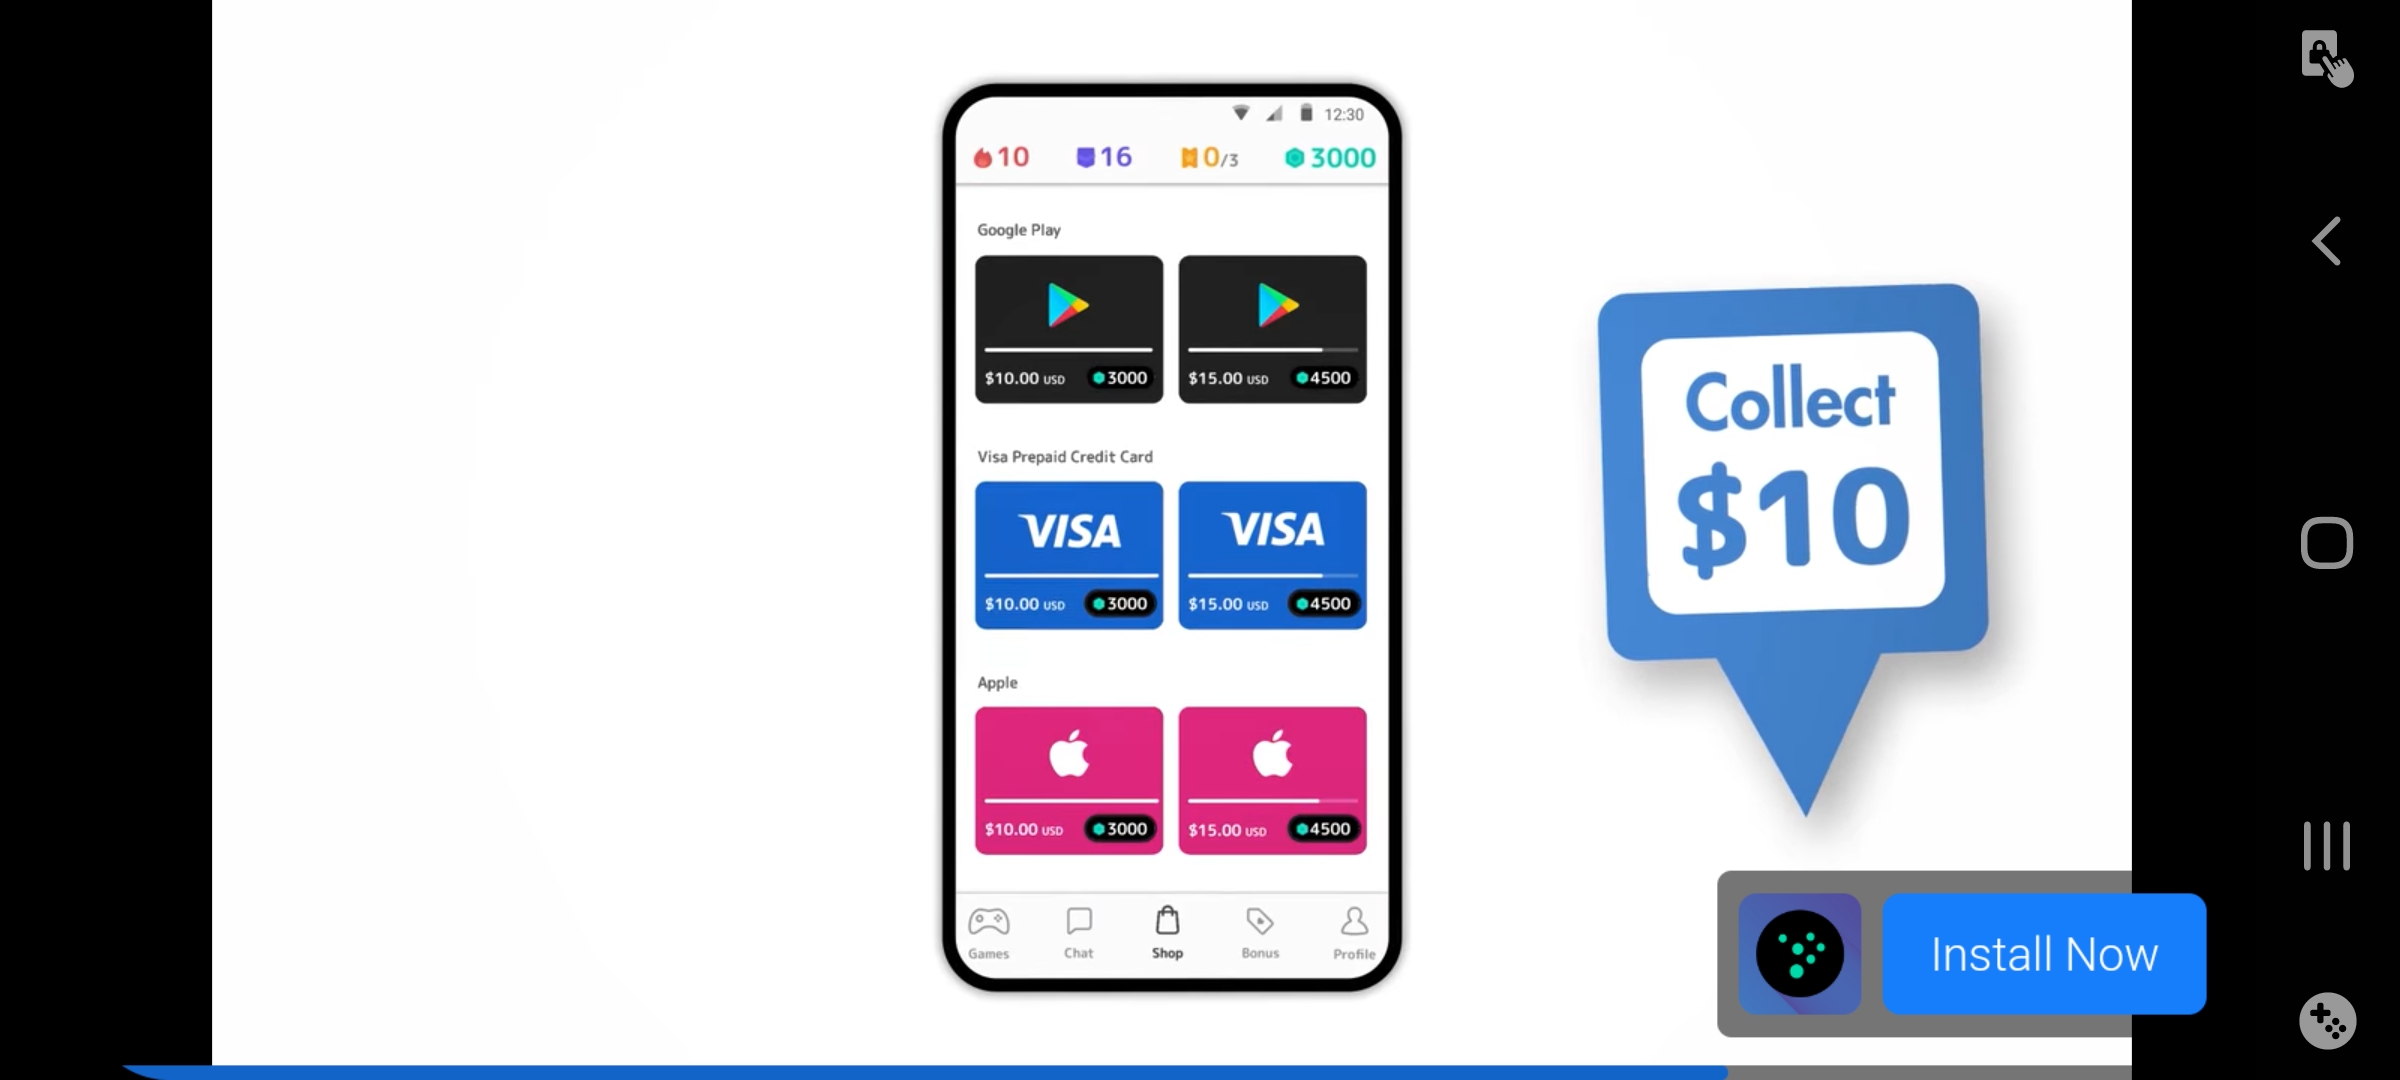 12:30
10 16 0/3 3000
Google Play
$10.00 USD 3000 $15.00 USD 4500
Visa Prepaid Credit Card
VISA VISA
$10.00 USD 3000 $15.00 USD 4500
Apple
$10.00 USD 3000 $15.00 USD 4500
Games Chat Shop Bonus Profile
Collect
$10
Install Now